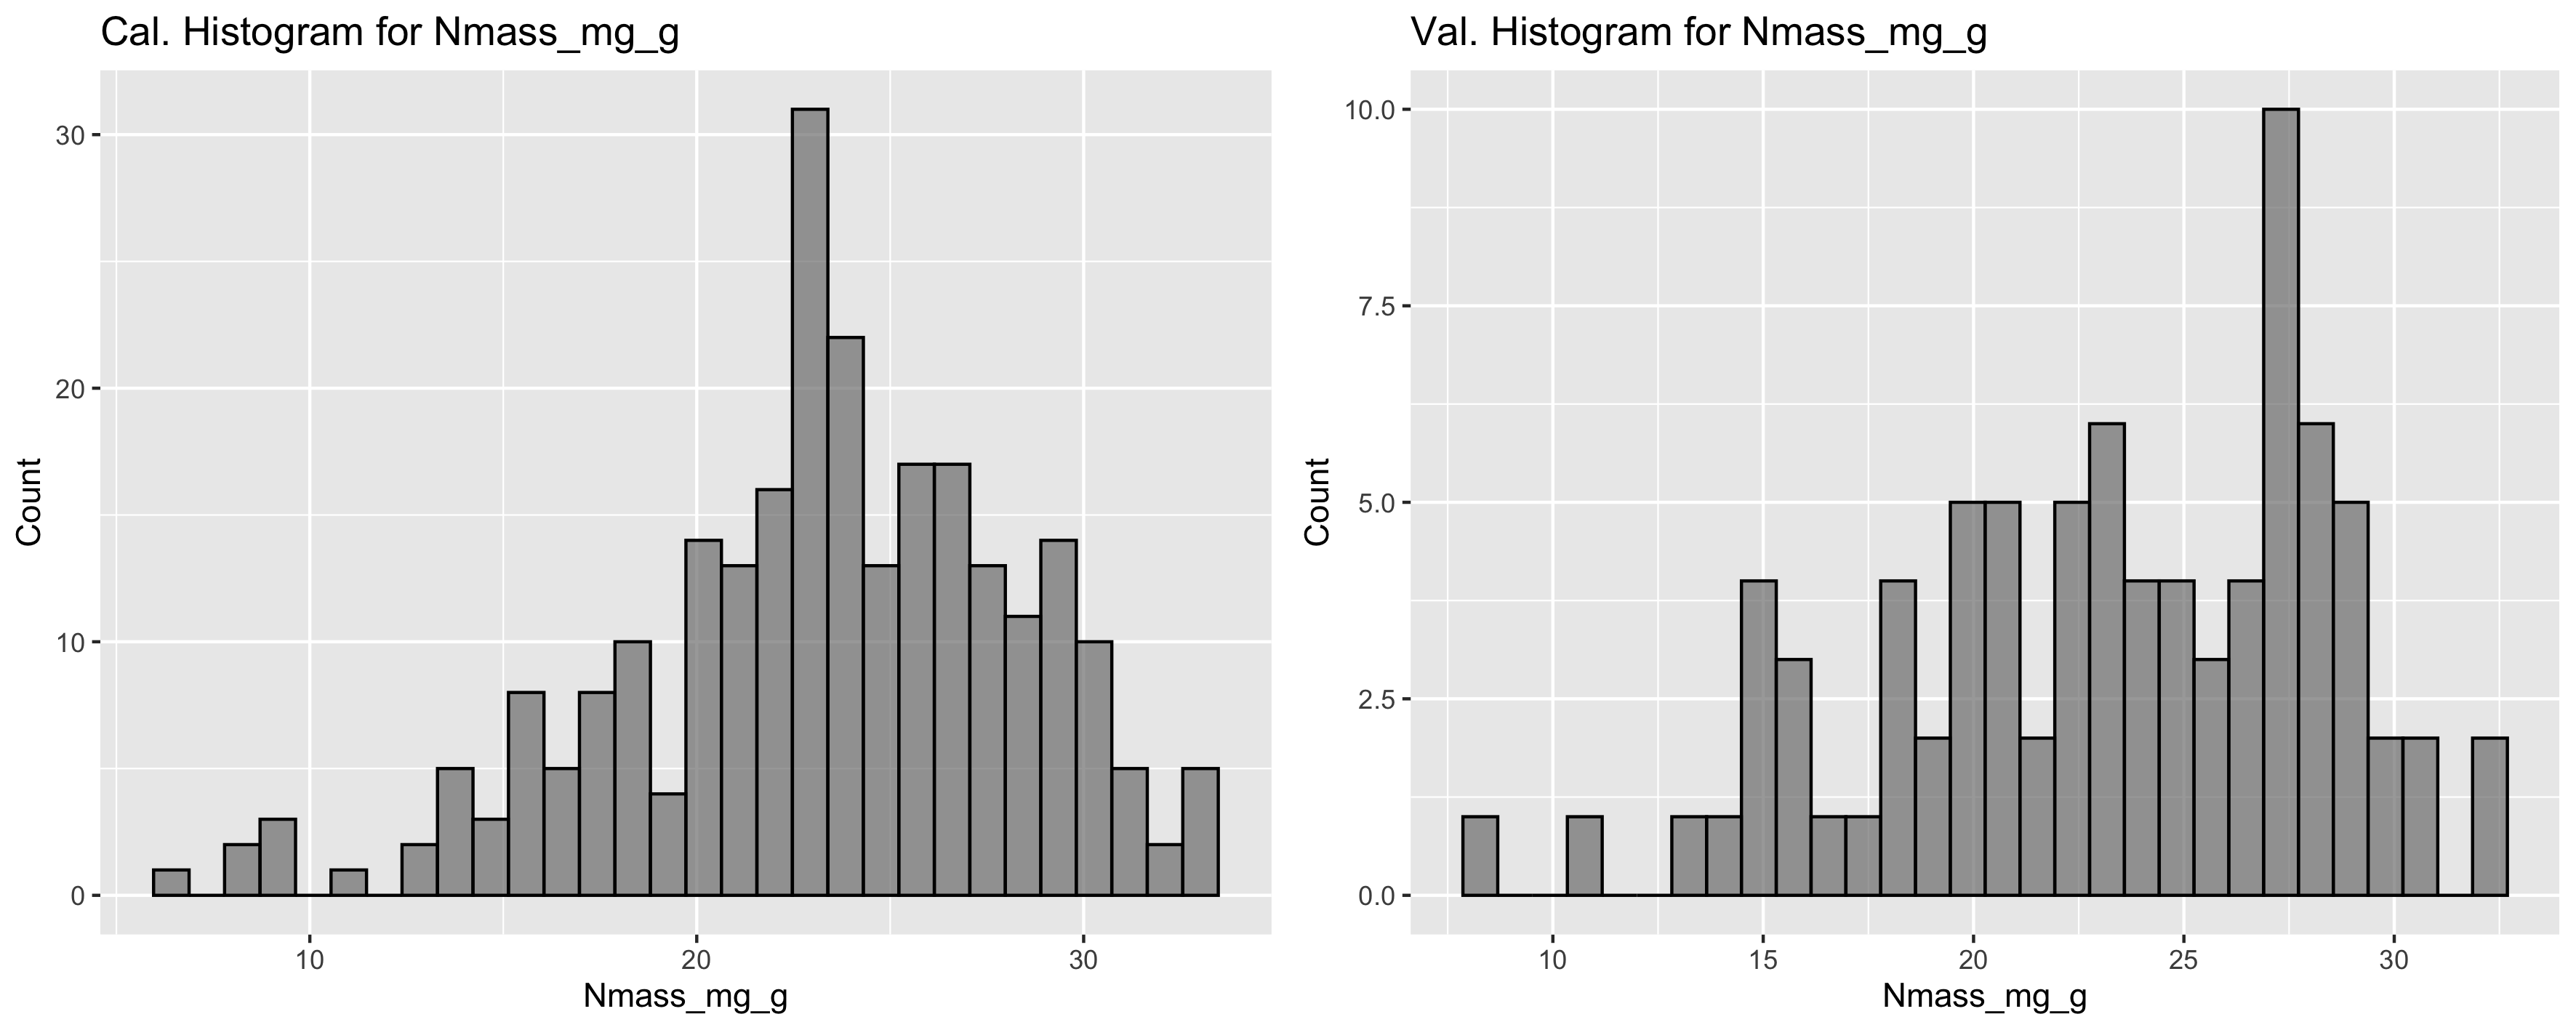 Cal. Histogram for Nmass_mg_g
30
20
10
0
Count
10 20 30
Nmass_mg_g
Val. Histogram for Nmass_mg_g
10.0
7.5
5.0
2.5
0.0
Count
10 15 20 25 30
Nmass_mg_g